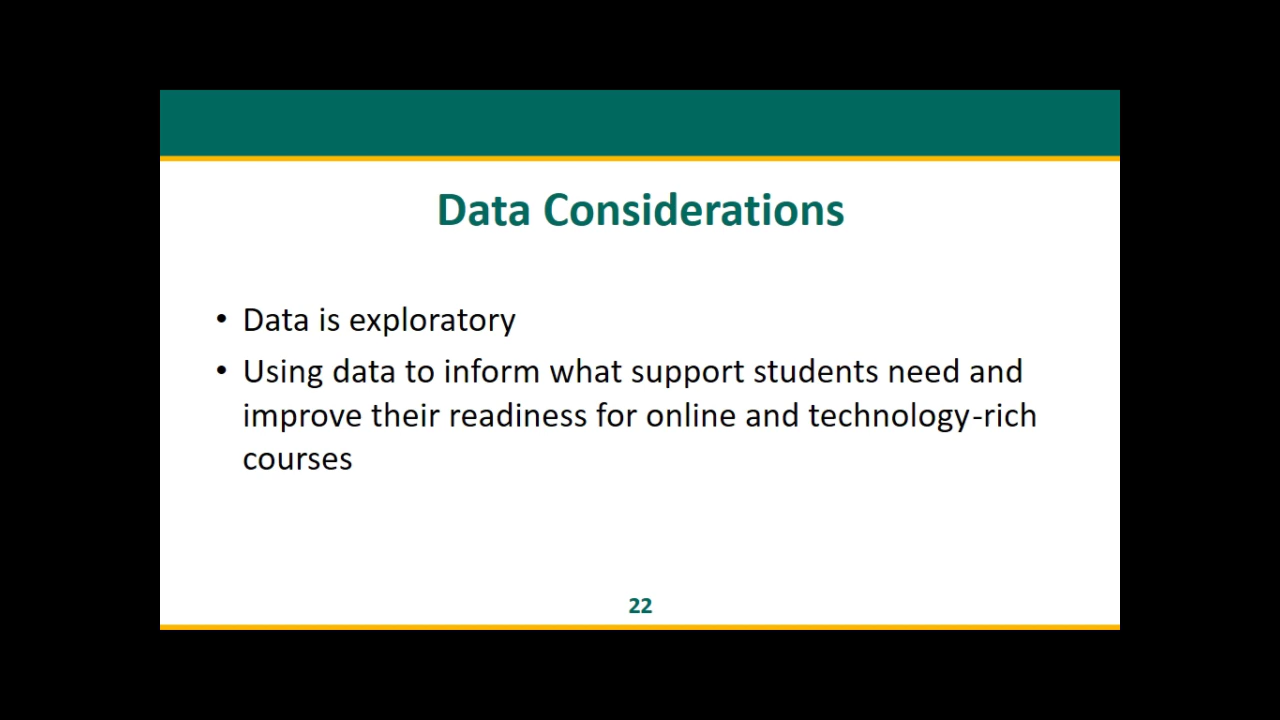 Data Considerations
• Data is exploratory
• Using data to inform what support students need and
improve their readiness for online and technology-rich
courses
22